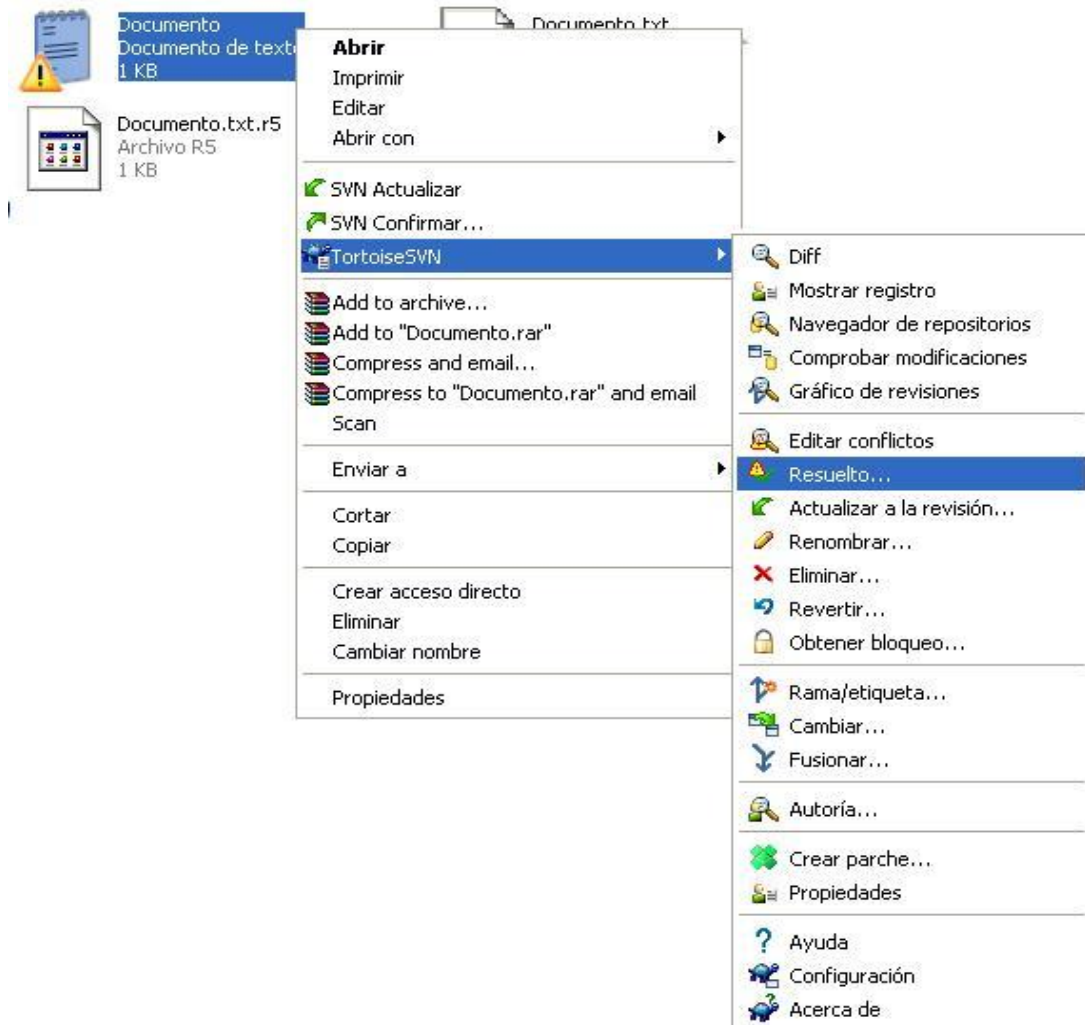 Documento
Documento de texto
1 KB
Documento.txt
Documento.txt.r5
Archivo R5
1 KB
Abrir
Imprimir
Editar
Abrir con
SVN Actualizar
SVN Confirmar...
TortoiseSVN
Add to archive...
Add to "Documento.rar"
Compress and email...
Compress to "Documento.rar" and email
Scan
Enviar a
Cortar
Copiar
Crear acceso directo
Eliminar
Cambiar nombre
Propiedades
Diff
Mostrar registro
Navegador de repositorios
Comprobar modificaciones
Gráfico de revisiones
Editar conflictos
Resuelto...
Actualizar a la revisión...
Renombrar...
Eliminar...
Revertir...
Obtener bloqueo...
Rama/etiqueta...
Cambiar...
Fusionar...
Autoría...
Crear parche...
Propiedades
Ayuda
Configuración
Acerca de